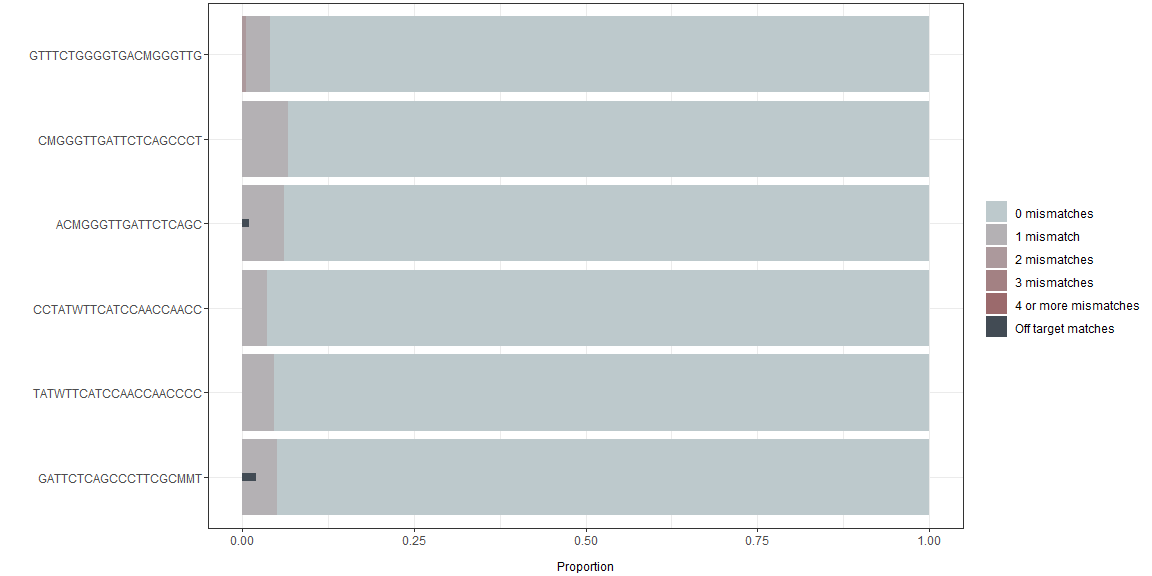 GTTTCTGGGGTGACMGGGTTG
CMGGGTTGATTCTCAGCCCT
ACMGGGTTGATTCTCAGC
CCTATWTTCATCCAACCAACC
TATWTTCATCCAACCAACCCC
GATTCTCAGCCCTTCGCMMT
0.00 0.25 0.50 0.75 1.00
Proportion
0 mismatches
1 mismatch
2 mismatches
3 mismatches
4 or more mismatches
Off target matches